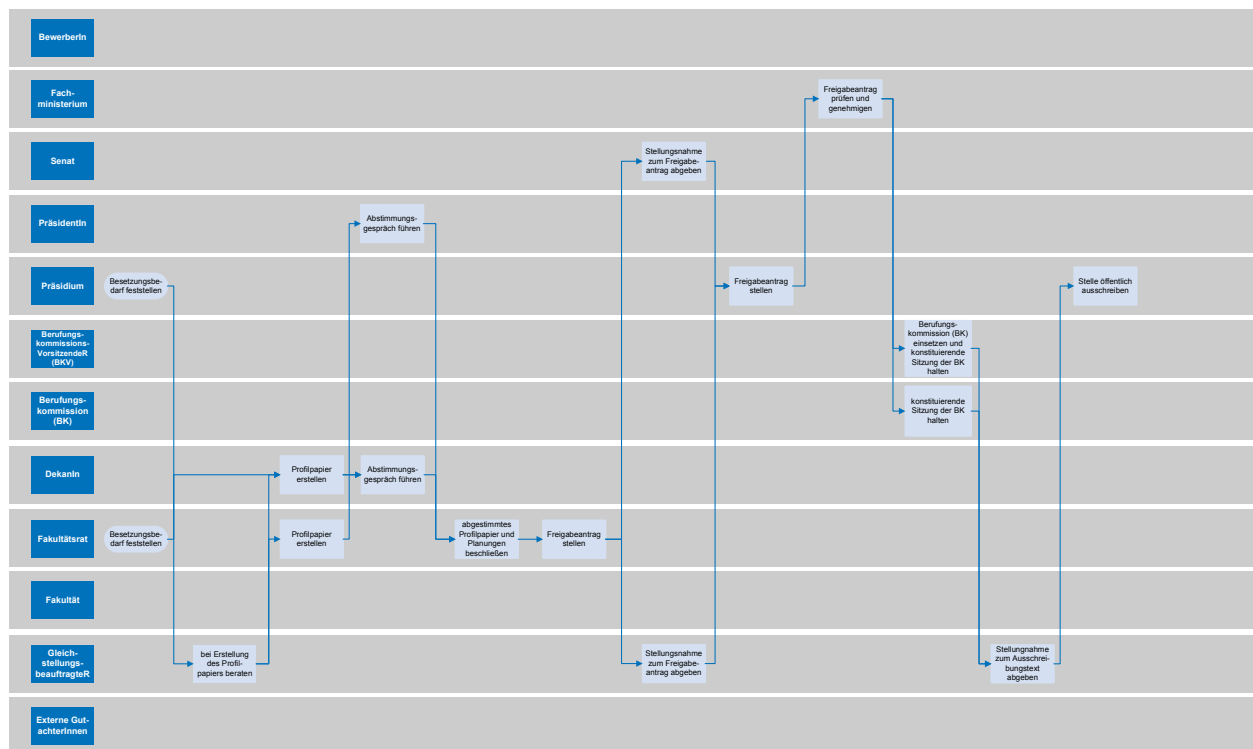 BewerberIn
Fach-
ministerium
Freigabeantrag
prüfen und
genehmigen
Senat
Stellungsnahme
zum Freigabe-
antrag abgeben
PräsidentIn
Abstimmungs-
gespräch führen
Präsidium
Besetzungsbe-
darf feststellen
Freigabeantrag
stellen
Stelle öffentlich
ausschreiben
Berufungs-
kommissions-
VorsitzendeR
(BKV)
Berufungs-
kommission (BK)
einsetzen und
konstituierende
Sitzung der BK
halten
Berufungs-
kommission
(BK)
konstituierende
Sitzung der BK
halten
DekanIn
Profilpapier
erstellen
Abstimmungs-
gespräch führen
Fakultätsrat
Besetzungsbe-
darf feststellen
Profilpapier
erstellen
abgestimmtes
Profilpapier und
Planungen
beschließen
Freigabeantrag
stellen
Fakultät
Gleich-
stellungs-
beauftragteR
bei Erstellung
des Profil-
papiers beraten
Stellungsnahme
zum Freigabe-
antrag abgeben
Stellungnahme
zum Ausschrei-
bungstext
abgeben
Externe Gut-
achterInnen